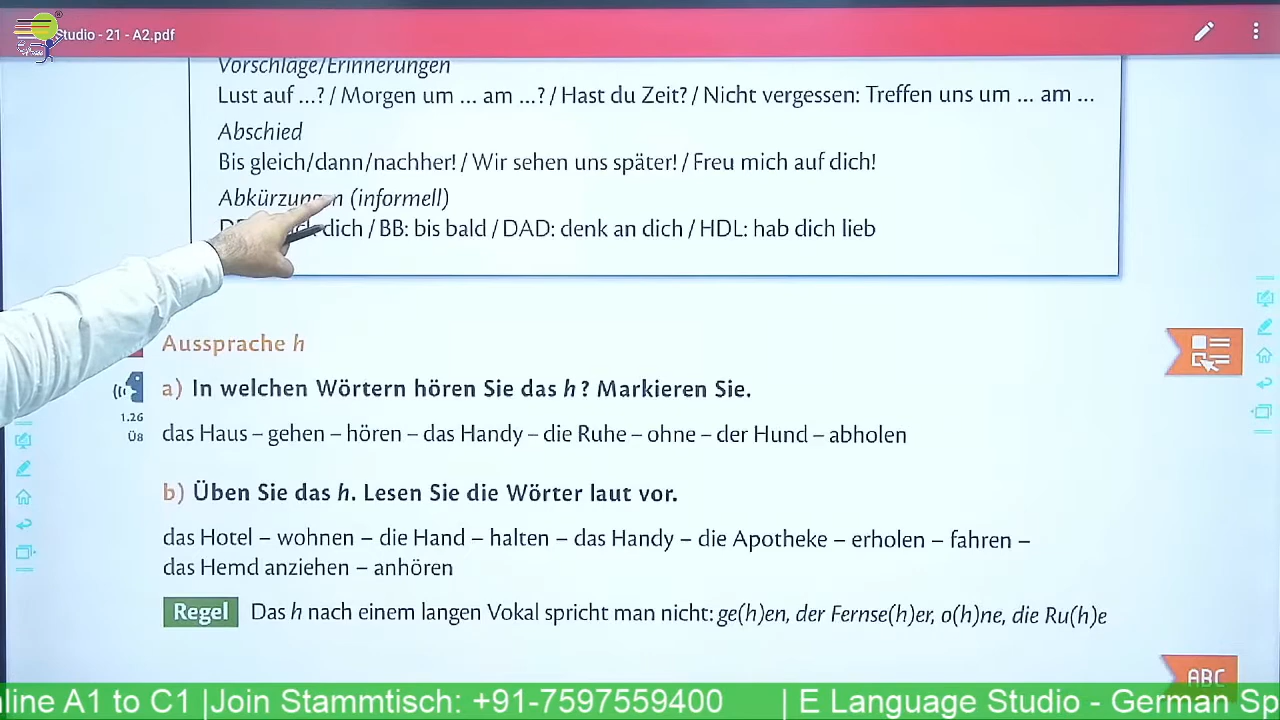 Studio - 21 - A2.pdf
Vorschläge/Erinnerungen
Lust auf ...? / Morgen um ... am ...? / Hast du Zeit? / Nicht vergessen: Treffen uns um ... am ...
Abschied
Bis gleich/dann/nachher! / Wir sehen uns später! / Freu mich auf dich!
Abkürzungen (informell)
dich / BB: bis bald / DAD: denk an dich / HDL: hab dich lieb
Aussprache h
a) In welchen Wörtern hören Sie das h? Markieren Sie.
1.26
Ü8
das Haus – gehen – hören – das Handy – die Ruhe – ohne – der Hund – abholen
b) Üben Sie das h. Lesen Sie die Wörter laut vor.
das Hotel – wohnen – die Hand – halten – das Handy – die Apotheke – erholen – fahren –
das Hemd anziehen – anhören
Regel Das h nach einem langen Vokal spricht man nicht: ge(h)en, der Fernse(h)er, o(h)ne, die Ru(h)e
ABC
nline A1 to C1 |Join Stammtisch: +91-7597559400 | E Language Studio - German Sp